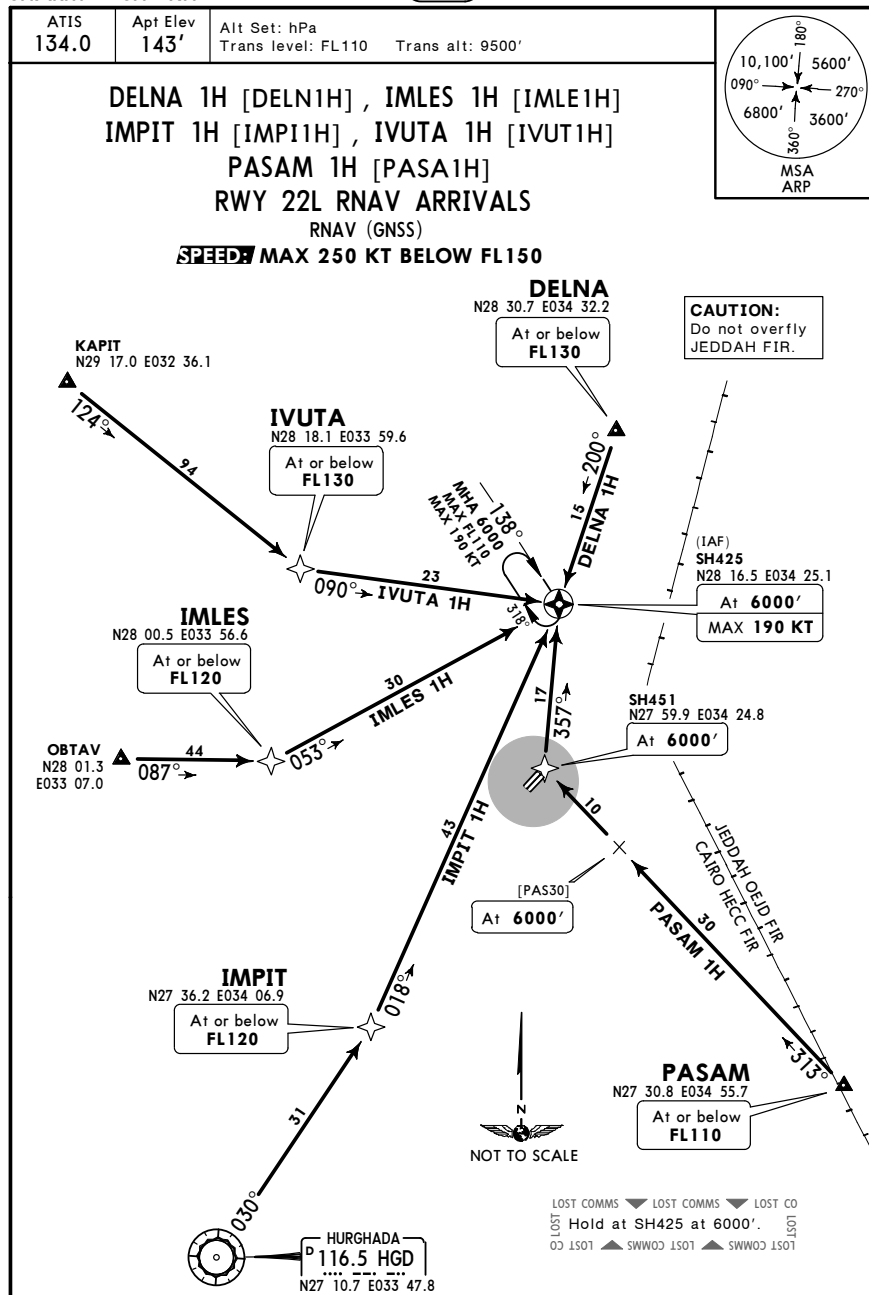 ATIS
134.0
Apt Elev
143'
Alt Set: hPa
Trans level: FL110 Trans alt: 9500'
180°
10,100' 5600'
090° 270°
6800' 3600'
360°
MSA
ARP
DELNA 1H [DELN1H] , IMLES 1H [IMLE1H]
IMPIT 1H [IMPI1H] , IVUTA 1H [IVUT1H]
PASAM 1H [PASA1H]
RWY 22L RNAV ARRIVALS
RNAV (GNSS)
SPEED: MAX 250 KT BELOW FL150
DELNA
N28 30.7 E034 32.2
At or below
FL130
CAUTION:
Do not overfly
JEDDAH FIR.
KAPIT
N29 17.0 E032 36.1
124°
94
IVUTA
N28 18.1 E033 59.6
At or below
FL130
200°
15
DELNA 1H
138°
MHA 6000
MAX FL110
MAX 190 KT
318°
(IAF)
SH425
N28 16.5 E034 25.1
At 6000'
MAX 190 KT
090°
23
IVUTA 1H
IMLES
N28 00.5 E033 56.6
At or below
FL120
30
IMLES 1H
053°
17
357°
SH451
N27 59.9 E034 24.8
At 6000'
OBTAV
N28 01.3
E033 07.0
44
087°
43
IMPIT 1H
10
[PAS30]
At 6000'
JEDDAH OEJD FIR
CAIRO HECC FIR
30
PASAM 1H
IMPIT
N27 36.2 E034 06.9
At or below
FL120
018°
313°
PASAM
N27 30.8 E034 55.7
At or below
FL110
31
030°
N
NOT TO SCALE
HURGHADA
D 116.5 HGD
N27 10.7 E033 47.8
LOST COMMS LOST COMMS LOST CO
LOST
Hold at SH425 at 6000'.
LOST
CO LOST COMMS LOST COMMS LOST